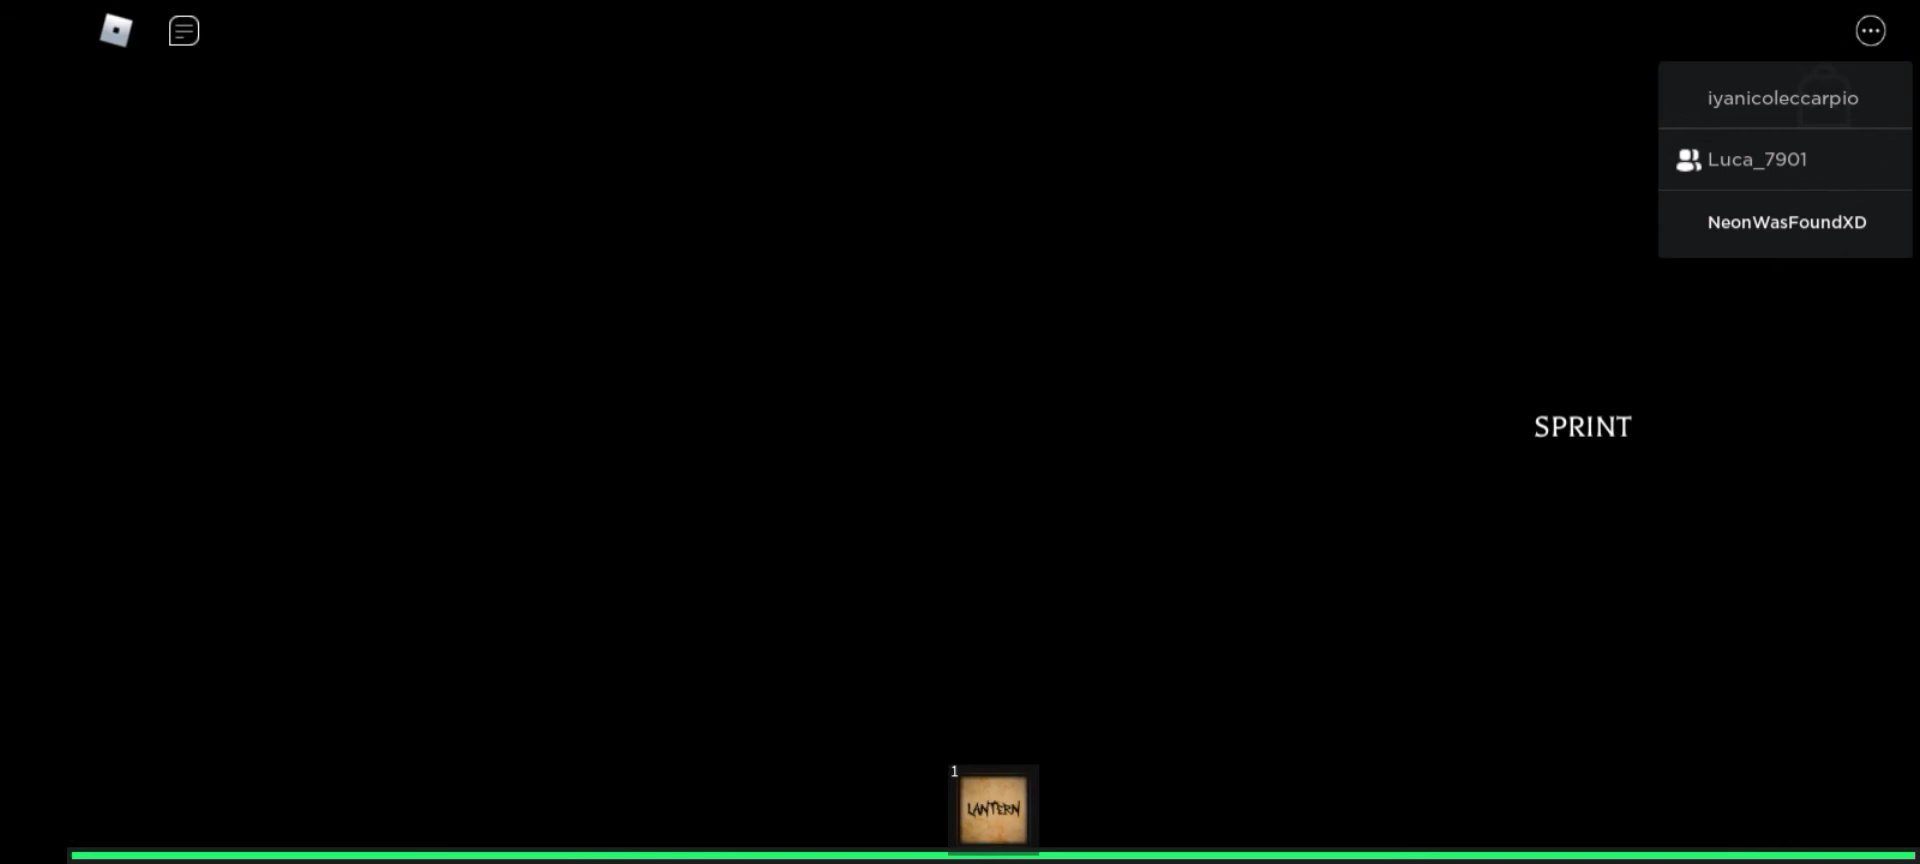 iyanicoleccarpio
Luca_7901
NeonWasFoundXD
SPRINT
1
LANTERN